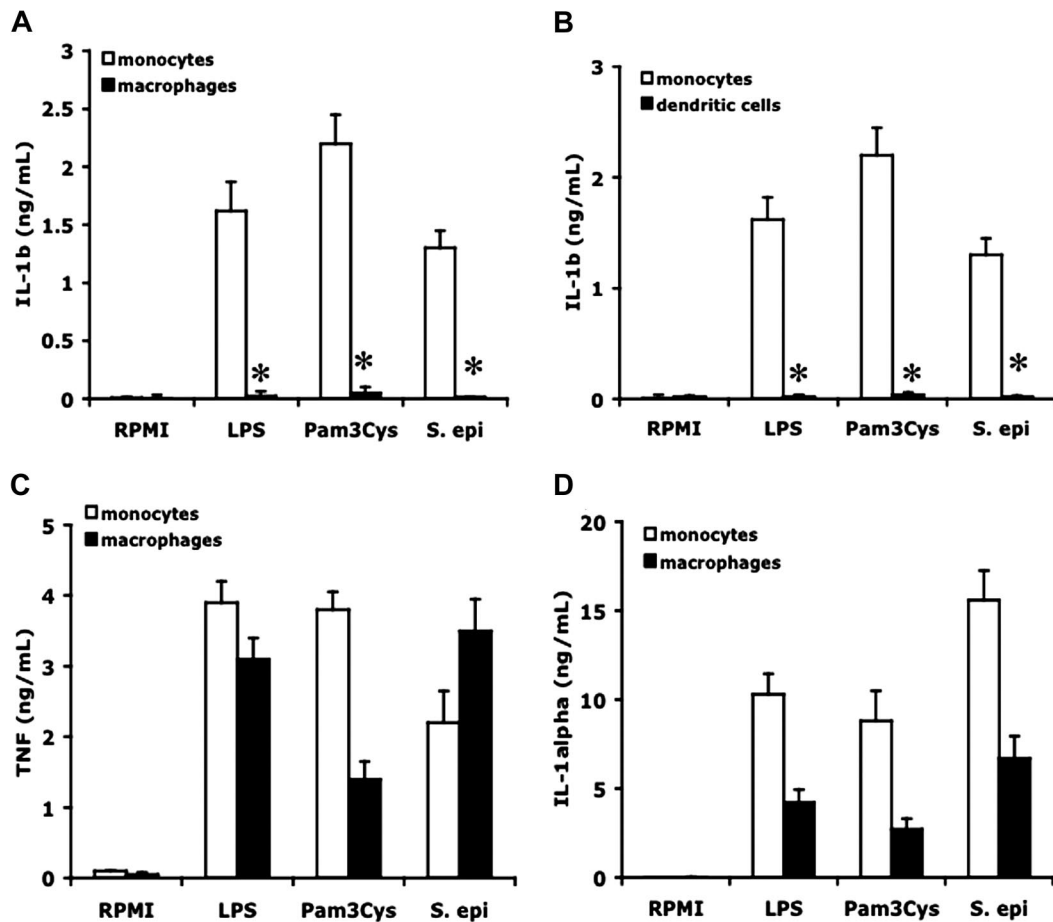 A
3
monocytes
macrophages
2.5
2
1.5
1
0.5
0
IL-1b (ng/mL)
*
*
*
RPMI LPS Pam3Cys S. epi
B
3
monocytes
dendritic cells
2
1
0
IL-1b (ng/mL)
*
*
*
RPMI LPS Pam3Cys S. epi
C
monocytes
macrophages
5
4
3
2
1
0
TNF (ng/mL)
RPMI LPS Pam3Cys S. epi
D
20
monocytes
macrophages
15
10
5
0
IL-1alpha (ng/mL)
RPMI LPS Pam3Cys S. epi